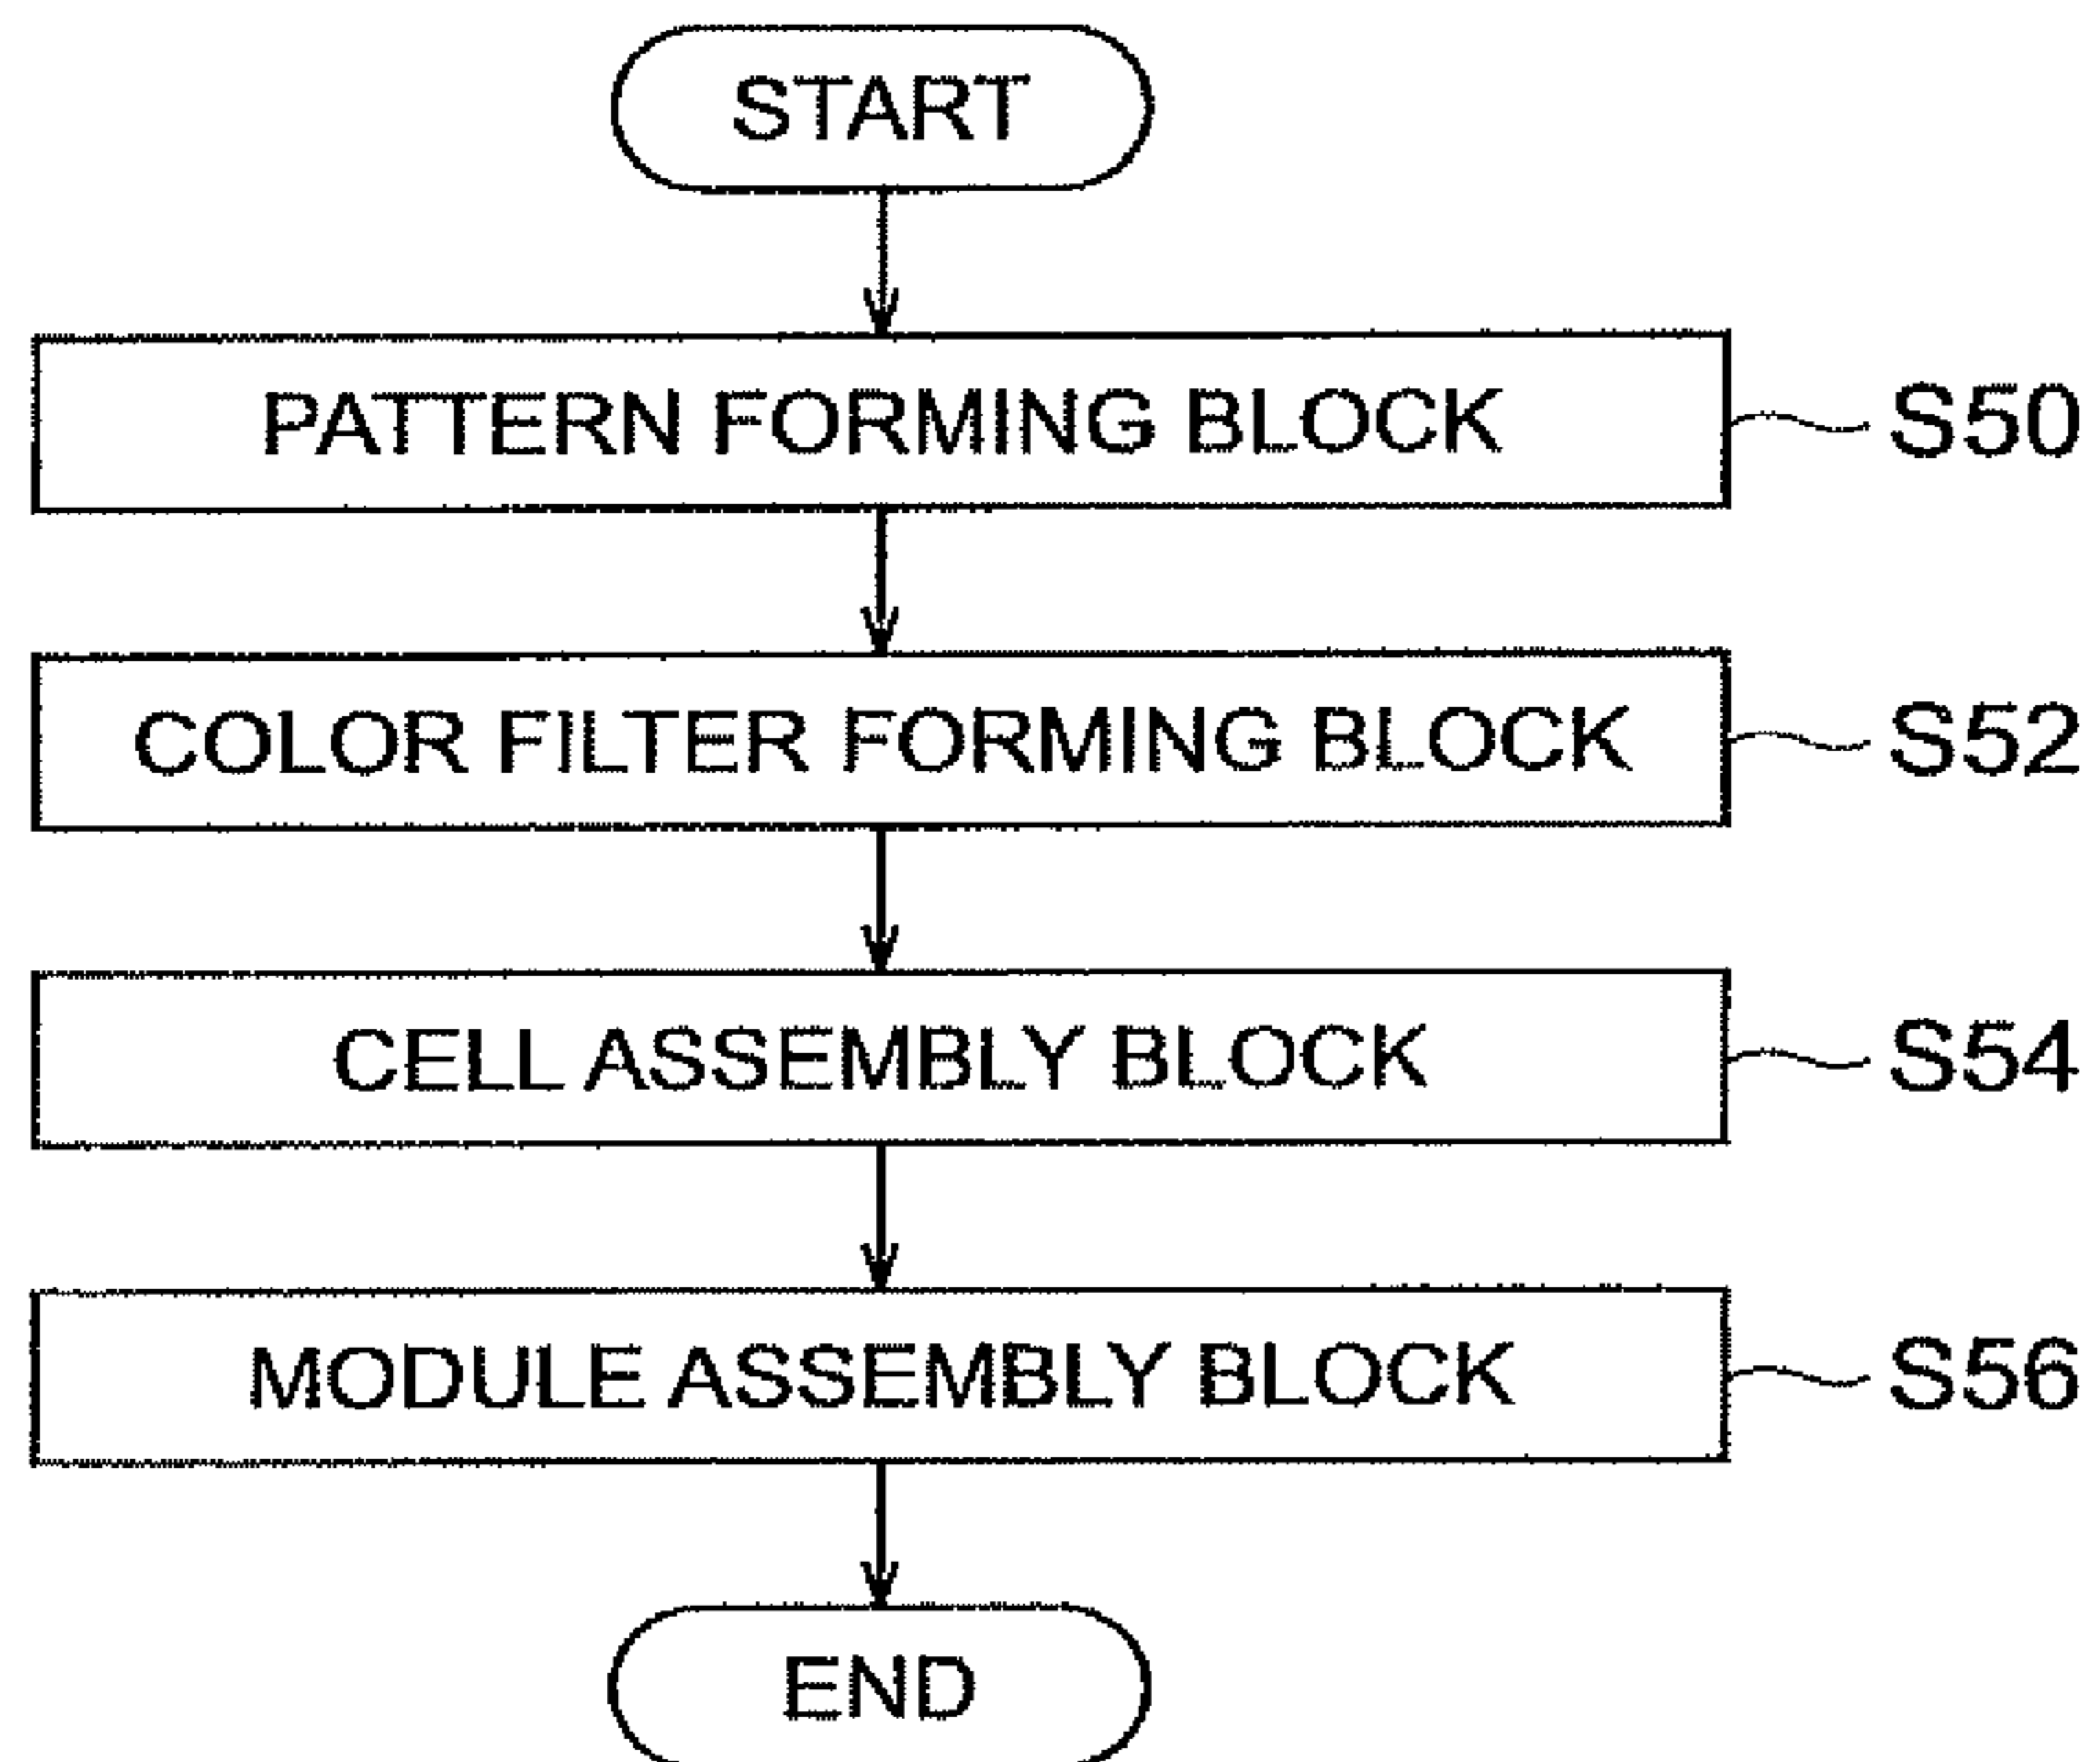 START
PATTERN FORMING BLOCK S50
COLOR FILTER FORMING BLOCK S52
CELL ASSEMBLY BLOCK S54
MODULE ASSEMBLY BLOCK S56
END